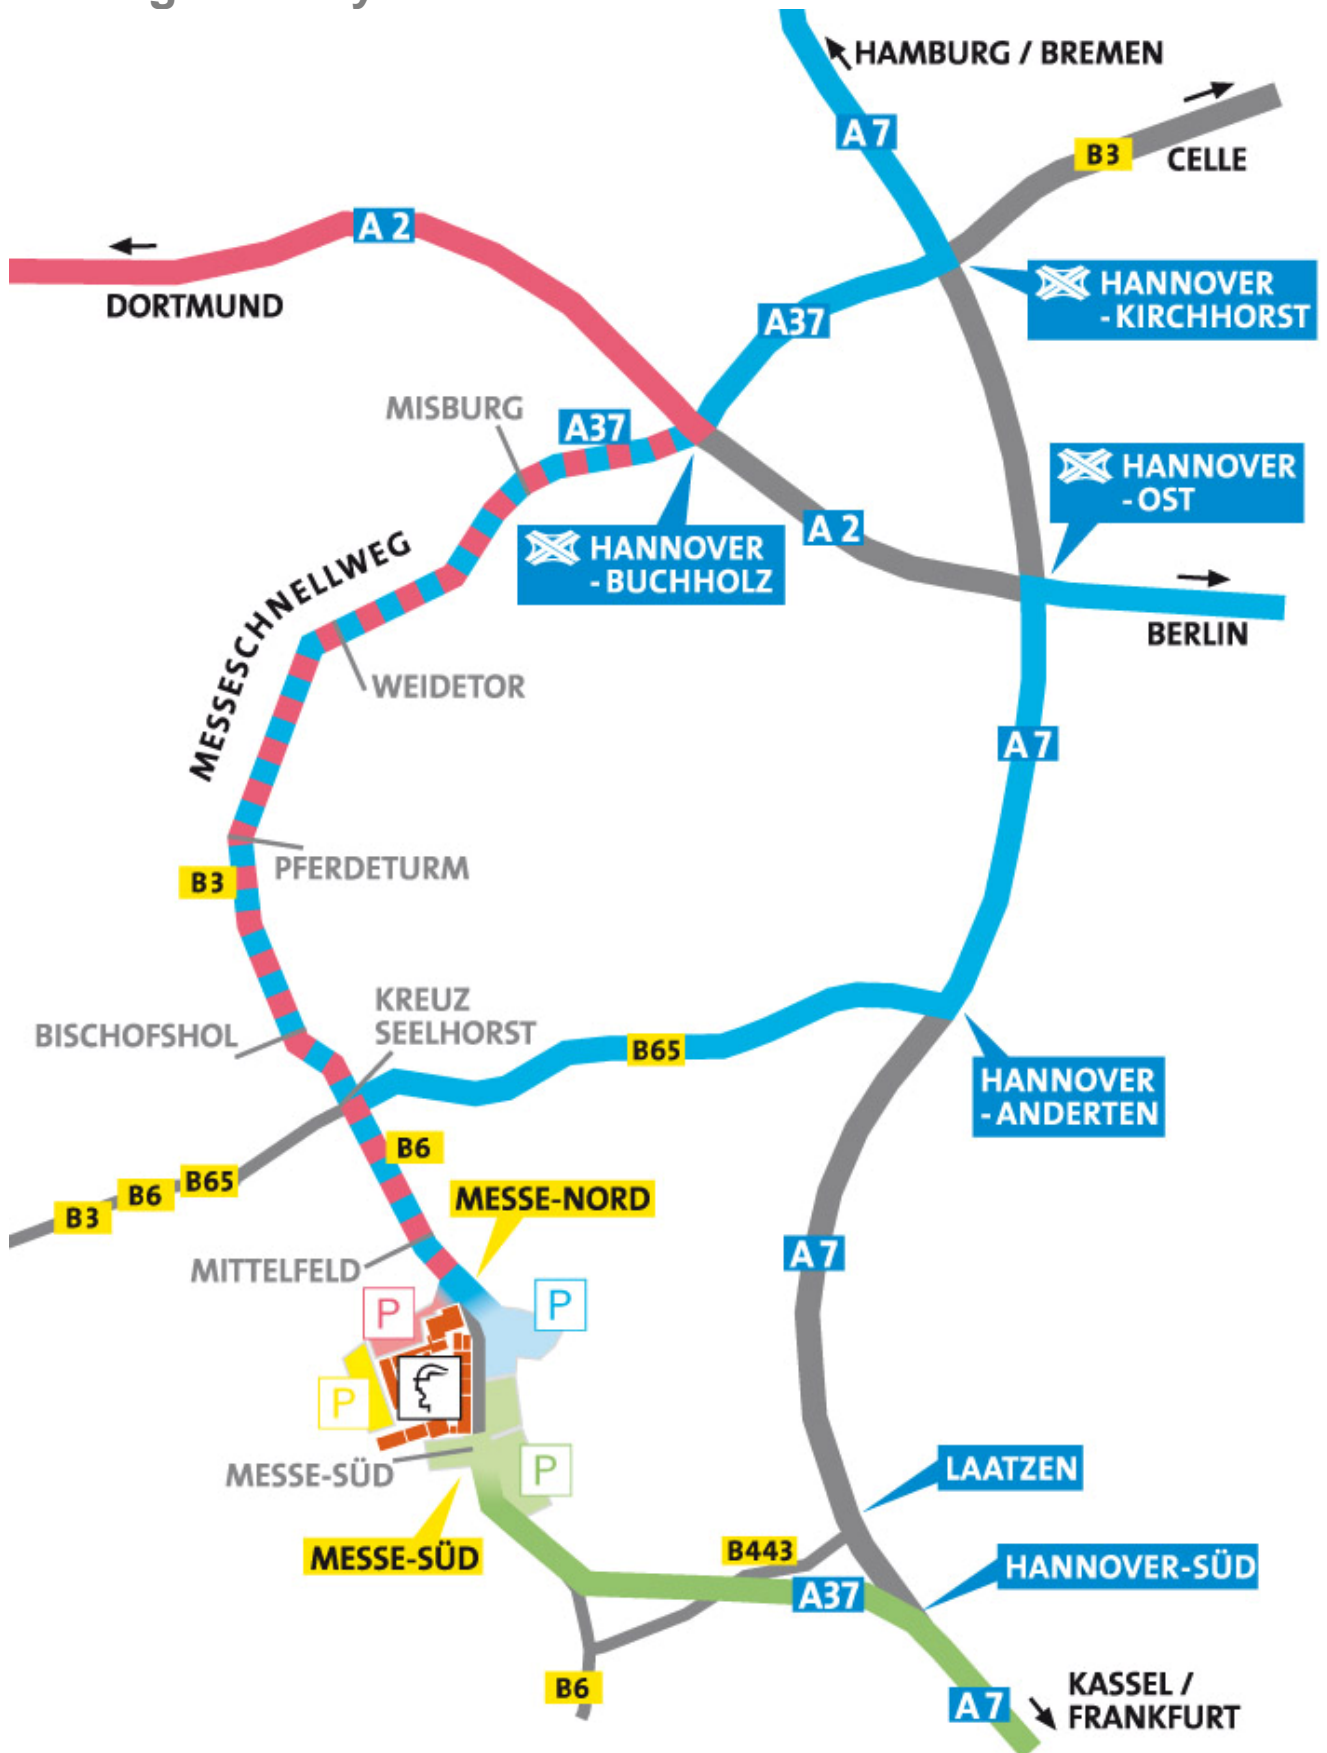 HAMBURG / BREMEN
A 7
B3
CELLE
A 2
DORTMUND
HANNOVER
- KIRCHHORST
A37
MISBURG
A37
HANNOVER
- OST
A 2
HANNOVER
- BUCHHOLZ
MESSESCHNELLWEG
BERLIN
WEIDETOR
A 7
PFERDETURM
B3
KREUZ
SEELHORST
BISCHOFSHOL
B65
HANNOVER
- ANDERTEN
B6
B65
B6
B3
MESSE-NORD
A 7
MITTELFELD
P
P
P
MESSE-SÜD
P
LAATZEN
MESSE-SÜD
B443
HANNOVER-SÜD
A37
B6
A 7
KASSEL /
FRANKFURT